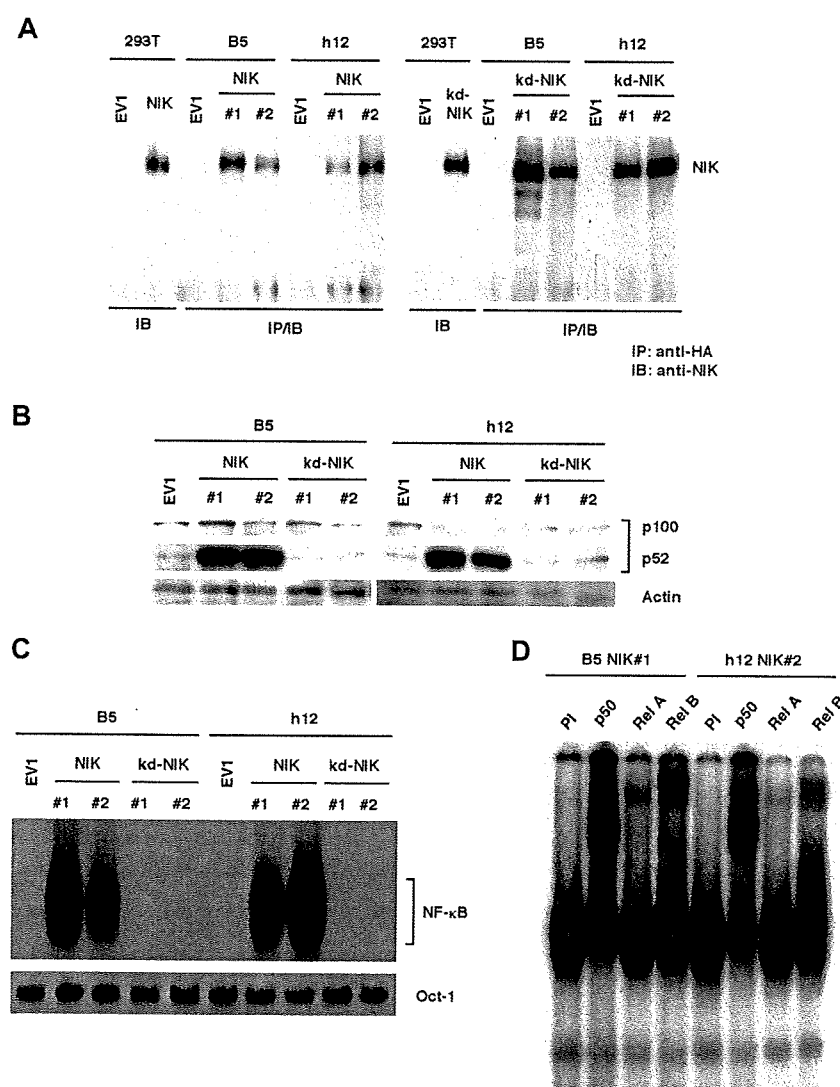 A
293T B5 h12 293T B5 h12
NIK NIK kd-NIK kd-NIK
EV1 NIK EV1 #1 #2 EV1 #1 #2 EV1 kd-NIK EV1 #1 #2 EV1 #1 #2
NIK
IB IP/IB IB IP/IB
IP: anti-HA
IB: anti-NIK
B
B5 h12
EV1 NIK kd-NIK EV1 NIK kd-NIK
#1 #2 #1 #2 #1 #2 #1 #2
p100
p52
Actin
C
B5 h12
EV1 NIK kd-NIK EV1 NIK kd-NIK
#1 #2 #1 #2 #1 #2 #1 #2
NF-κB
Oct-1
D
B5 NIK#1 h12 NIK#2
PI p50 Rel A Rel B PI p50 Rel A Rel B